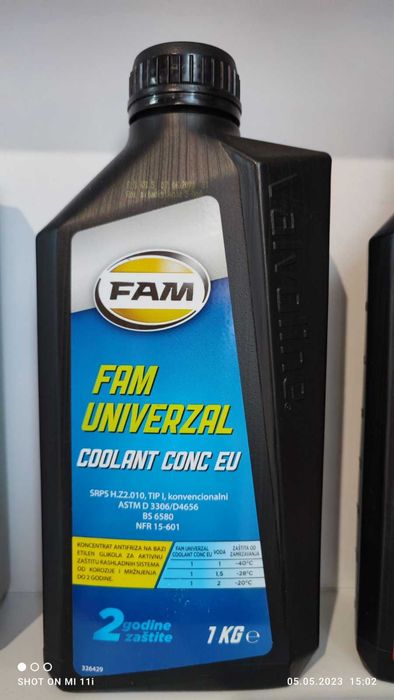 Valvoline
FAM
FAM
UNIVERZAL
COOLANT CONC EU
SRPS H.Z2.010, TIP I, konvencionalni
ASTM D 3306/D4656
BS 6580
NFR 15-601
KONCENTRAT ANTIFRIZA NA BAZI
ETILEN GLIKOLA ZA AKTIVNU
ZAŠTITU RASHLADNIH SISTEMA
OD KOROZIJE I MRŽNJENJA
DO 2 GODINE.
FAM UNIVERZAL COOLANT CONC EU VODA ZAŠTITA OD ZAMRZAVANJA
1 1 -40°C
1 1,5 -28°C
1 2 -20°C
2 godine
zaštite
1 KG e
326429
SHOT ON MI 11i
05.05.2023 15:02